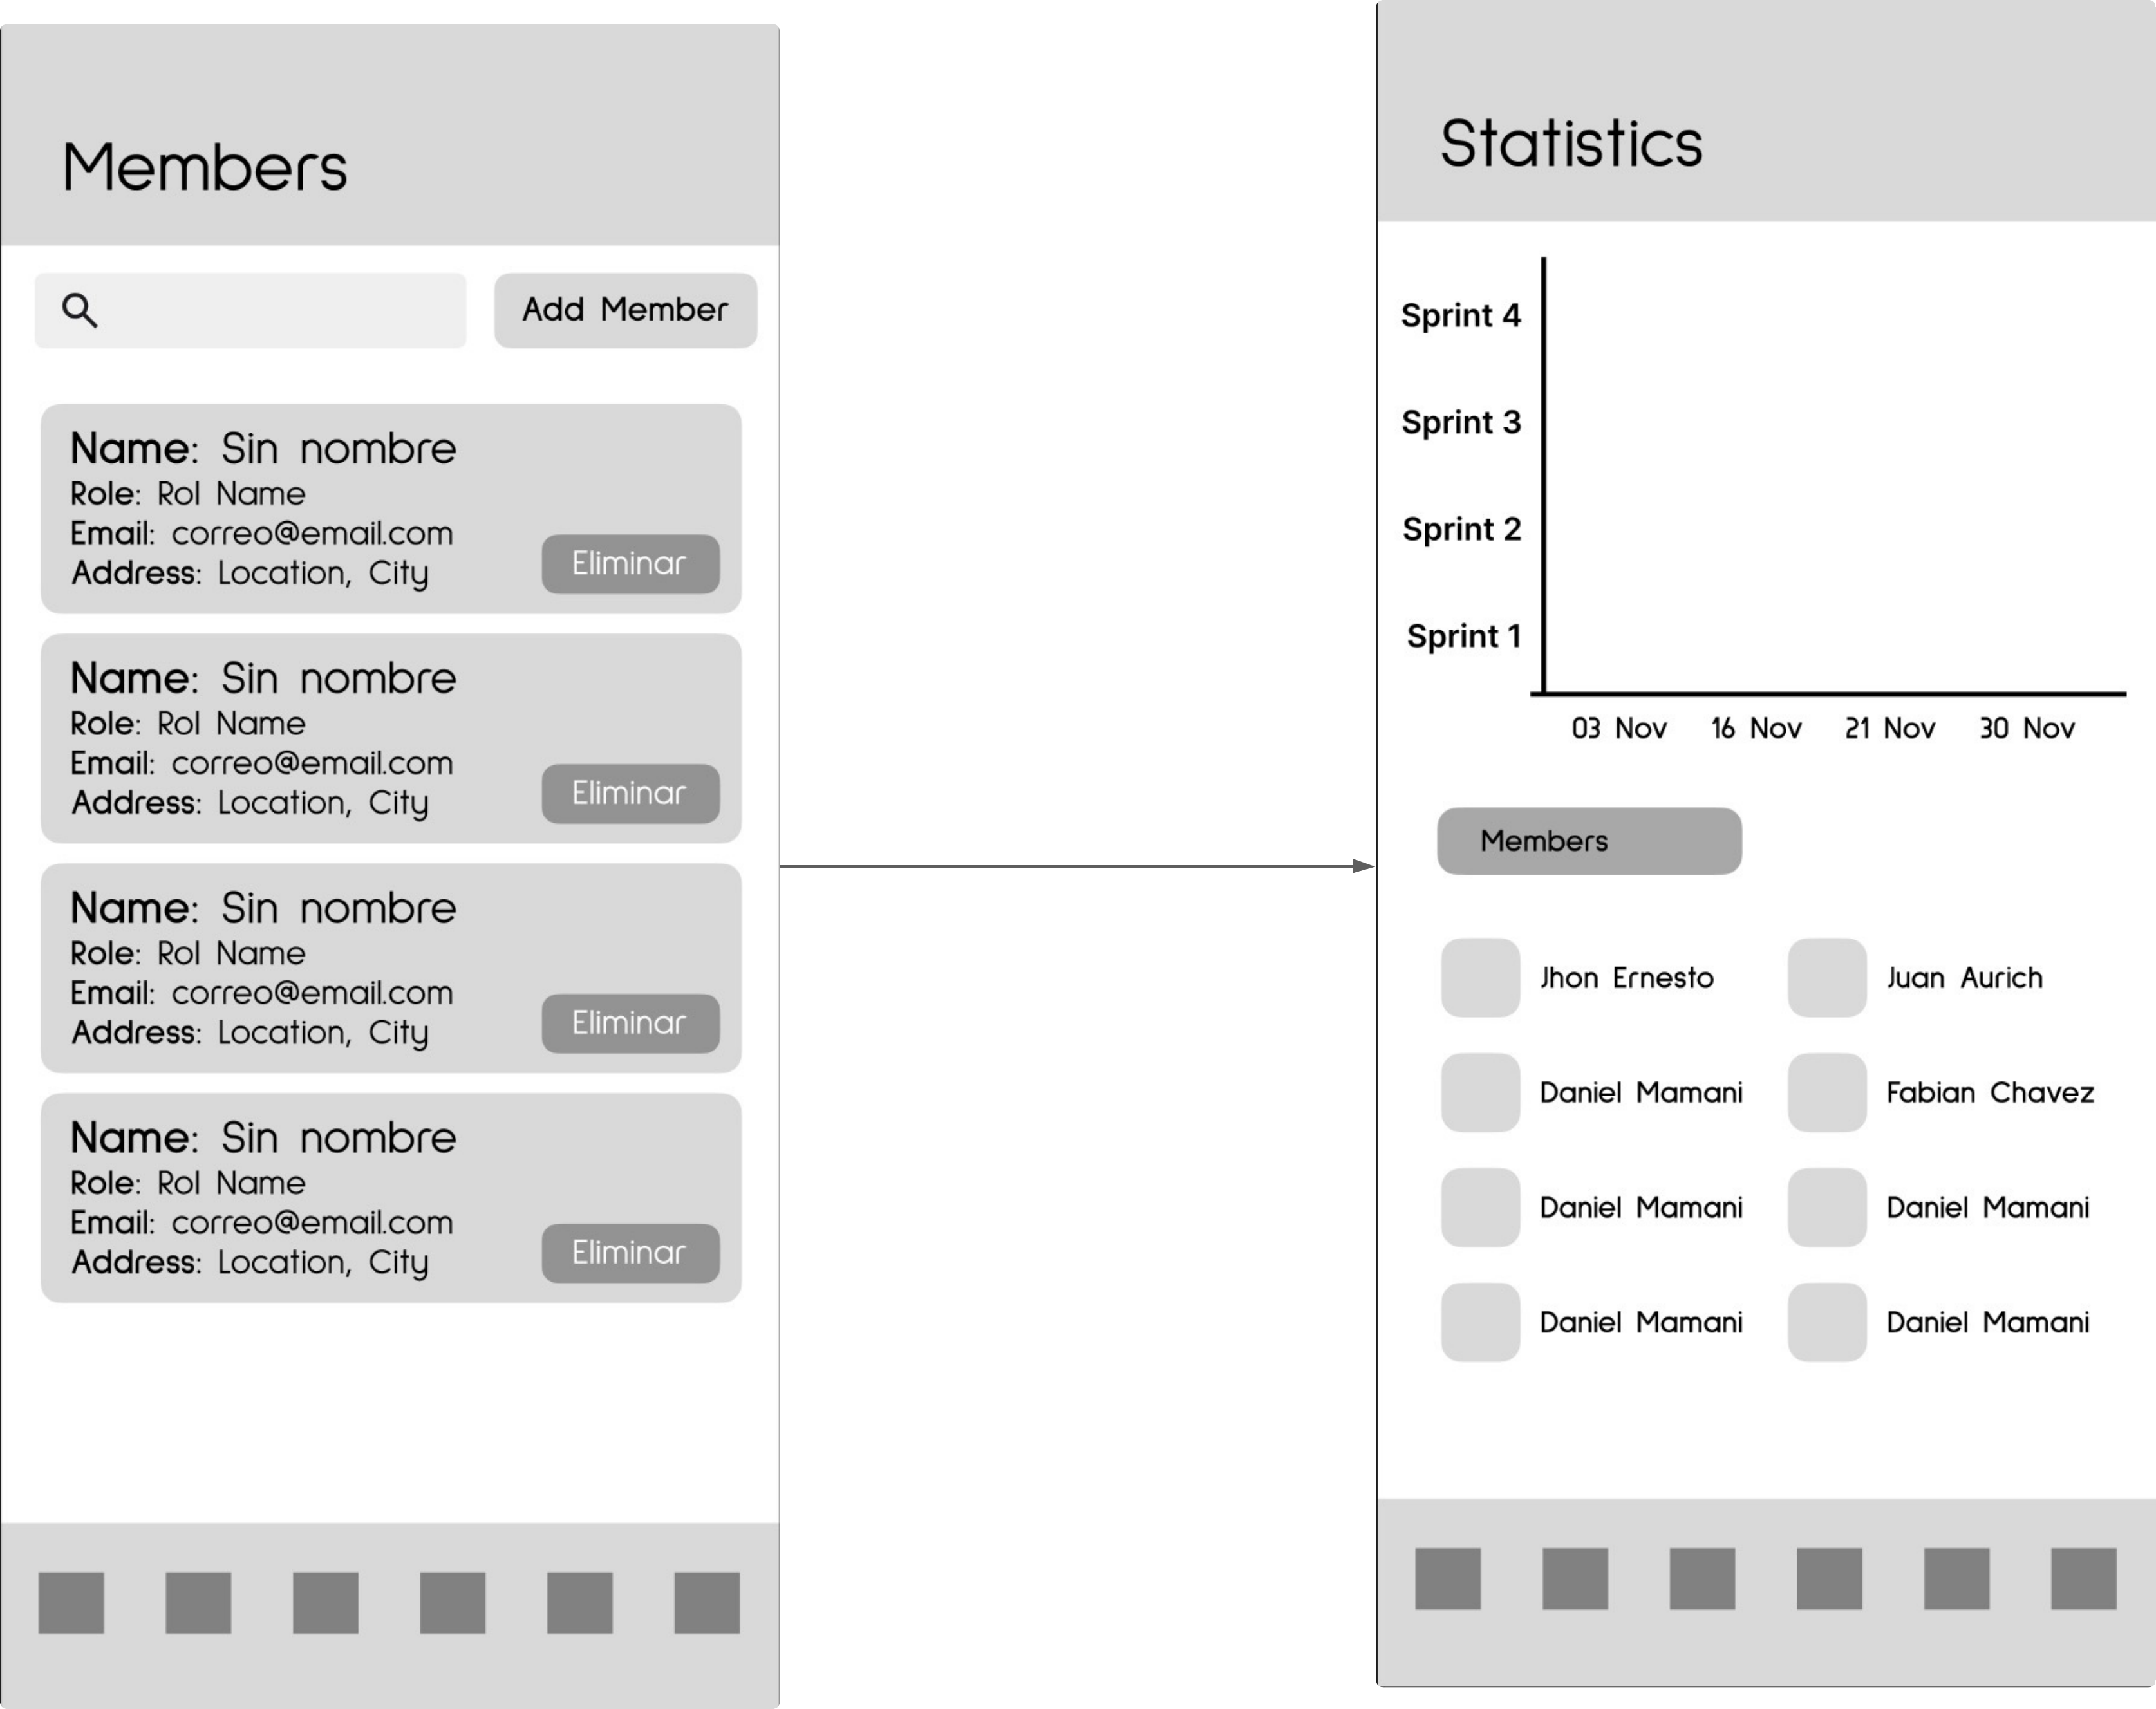 Members
Add Member
Name: Sin nombre
Role: Rol Name
Email: correo@email.com
Address: Location, City
Eliminar
Name: Sin nombre
Role: Rol Name
Email: correo@email.com
Address: Location, City
Eliminar
Name: Sin nombre
Role: Rol Name
Email: correo@email.com
Address: Location, City
Eliminar
Name: Sin nombre
Role: Rol Name
Email: correo@email.com
Address: Location, City
Eliminar
Statistics
Sprint 4
Sprint 3
Sprint 2
Sprint 1
03 Nov 16 Nov 21 Nov 30 Nov
Members
Jhon Ernesto Juan Aurich
Daniel Mamani Fabian Chavez
Daniel Mamani Daniel Mamani
Daniel Mamani Daniel Mamani